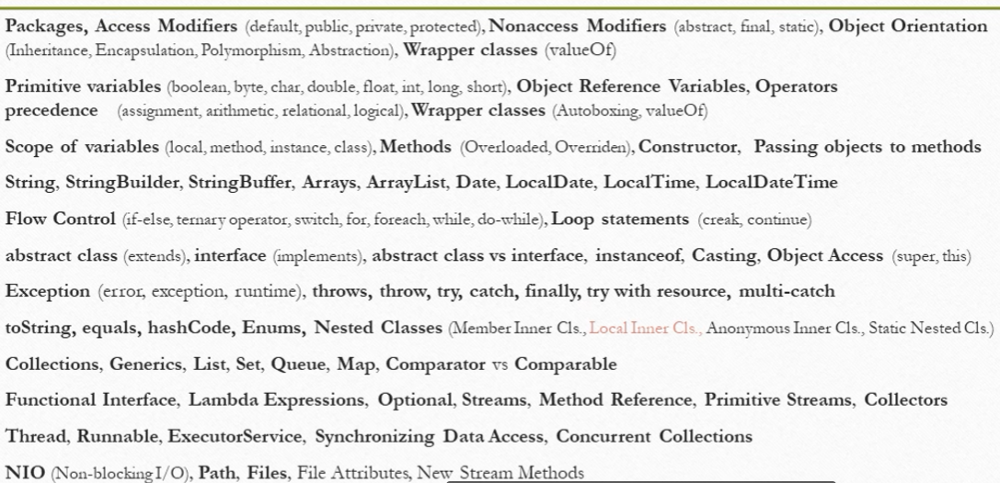 Packages, Access Modifiers (default, public, private, protected), Nonaccess Modifiers (abstract, final, static), Object Orientation
(Inheritance, Encapsulation, Polymorphism, Abstraction), Wrapper classes (valueOf)
Primitive variables (boolean, byte, char, double, float, int, long, short), Object Reference Variables, Operators
precedence (assignment, arithmetic, relational, logical), Wrapper classes (Autoboxing, valueOf)
Scope of variables (local, method, instance, class), Methods (Overloaded, Overriden), Constructor, Passing objects to methods
String, StringBuilder, StringBuffer, Arrays, ArrayList, Date, LocalDate, LocalTime, LocalDateTime
Flow Control (if-else, ternary operator, switch, for, foreach, while, do-while), Loop statements (creak, continue)
abstract class (extends), interface (implements), abstract class vs interface, instanceof, Casting, Object Access (super, this)
Exception (error, exception, runtime), throws, throw, try, catch, finally, try with resource, multi-catch
toString, equals, hashCode, Enums, Nested Classes (Member Inner Cls., Local Inner Cls., Anonymous Inner Cls., Static Nested Cls.)
Collections, Generics, List, Set, Queue, Map, Comparator vs Comparable
Functional Interface, Lambda Expressions, Optional, Streams, Method Reference, Primitive Streams, Collectors
Thread, Runnable, ExecutorService, Synchronizing Data Access, Concurrent Collections
NIO (Non-blocking I/O), Path, Files, File Attributes, New Stream Methods